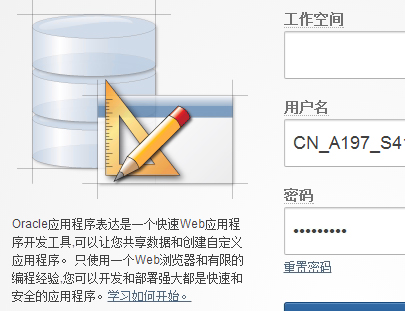 工作空间
用户名
CN_A197_S41
密码
•••••••••
重置密码
Oracle应用程序表达是一个快速Web应用程
序开发工具,可以让您共享数据和创建自定义
应用程序。 只使用一个Web浏览器和有限的
编程经验,您可以开发和部署强大都是快速和
安全的应用程序。学习如何开始。